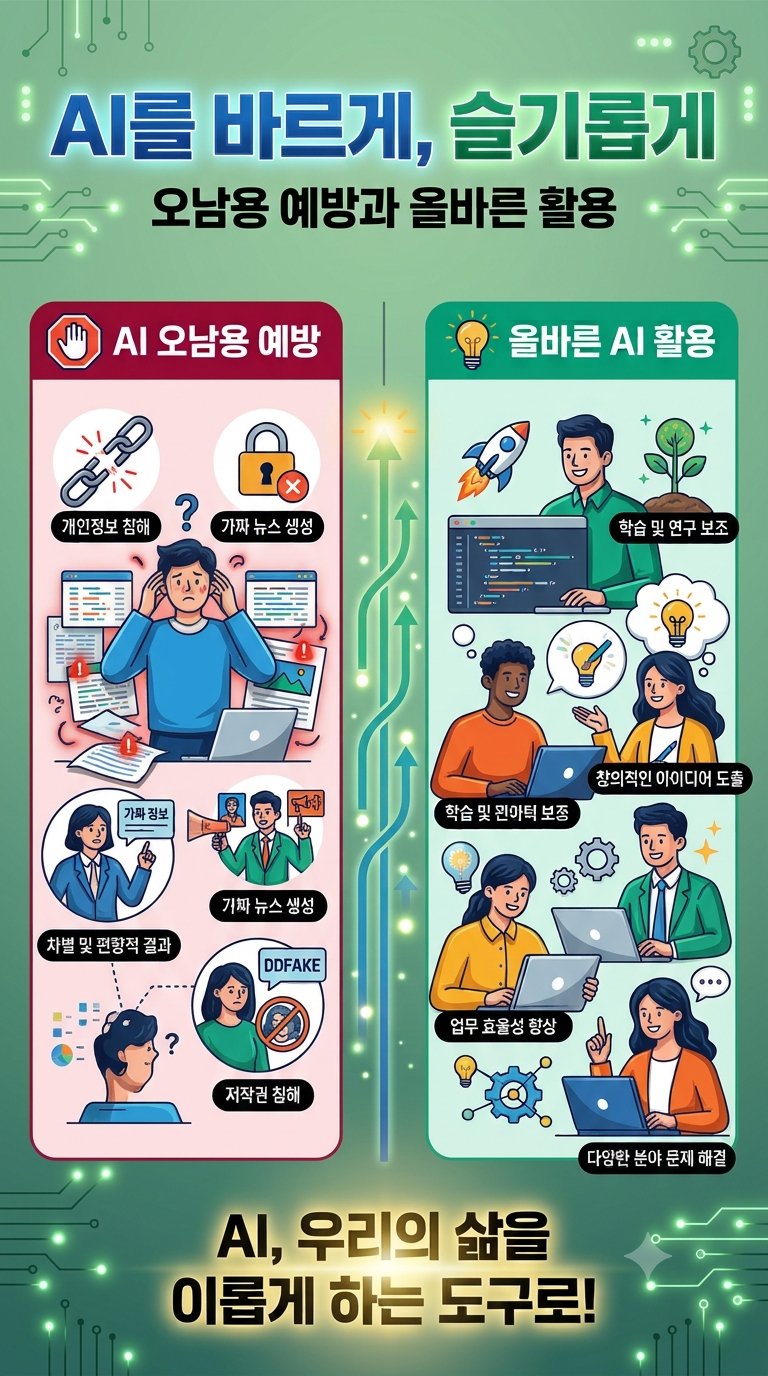 AI를 바르게, 슬기롭게
오남용 예방과 올바른 활용
AI 오남용 예방
개인정보 침해
가짜 뉴스 생성
?
가짜 정보
차별 및 편향적 결과
가짜 뉴스 생성
DDFAKE
?
저작권 침해
올바른 AI 활용
학습 및 연구 보조
창의적인 아이디어 도출
학습 및
업무 효율성 향상
다양한 분야 문제 해결
AI, 우리의 삶을
이롭게 하는 도구로!